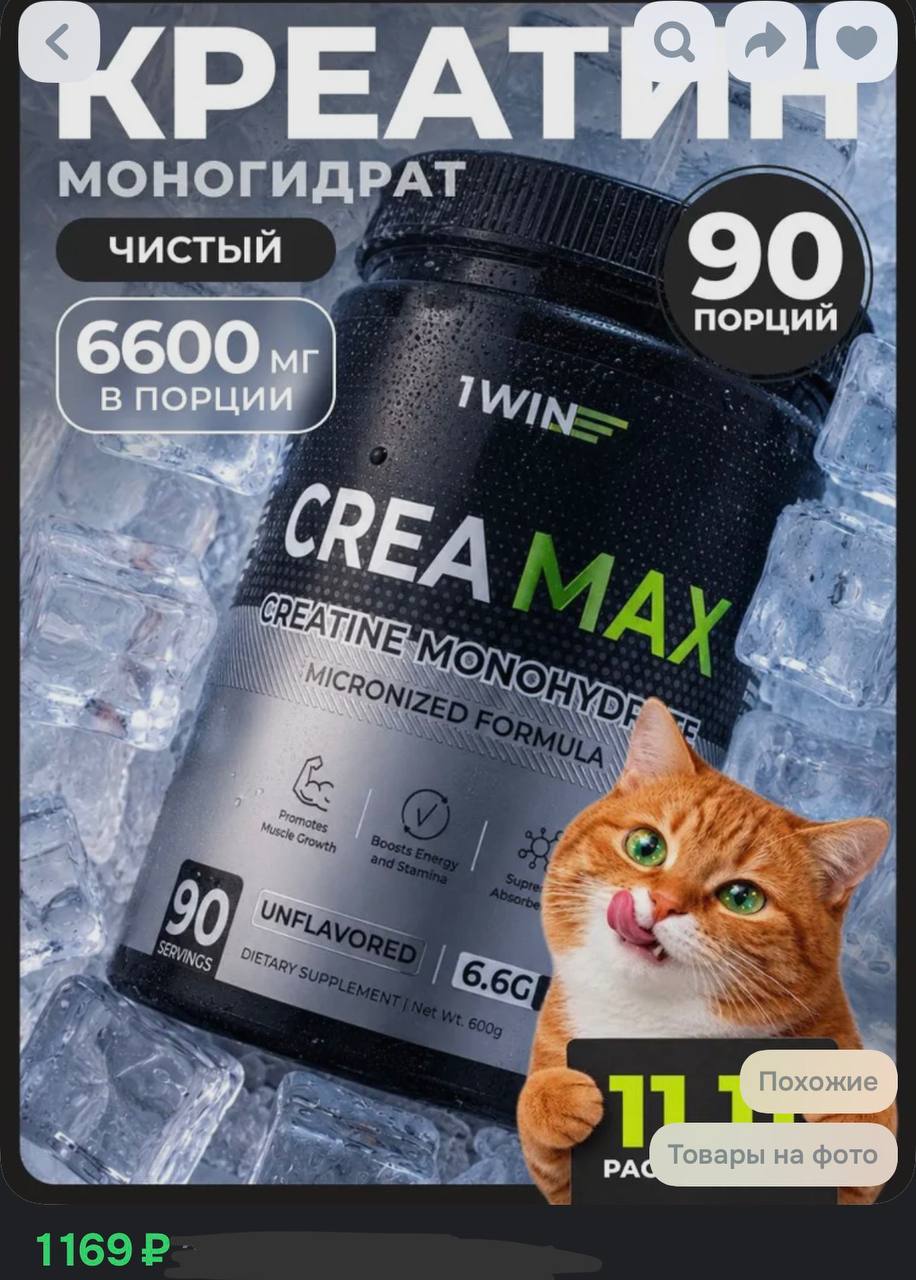 КРЕАТИН
МОНОГИДРАТ
ЧИСТЫЙ
6600 МГ
В ПОРЦИИ
90
ПОРЦИЙ
1WIN
CREA MAX
CREATINE MONOHYDRATE
MICRONIZED FORMULA
Promotes
Muscle Growth
Boosts Energy
and Stamina
90
SERVINGS
UNFLAVORED
6.6G
DIETARY SUPPLEMENT | Net Wt. 600g
Похожие
Товары на фото
1169 ₽